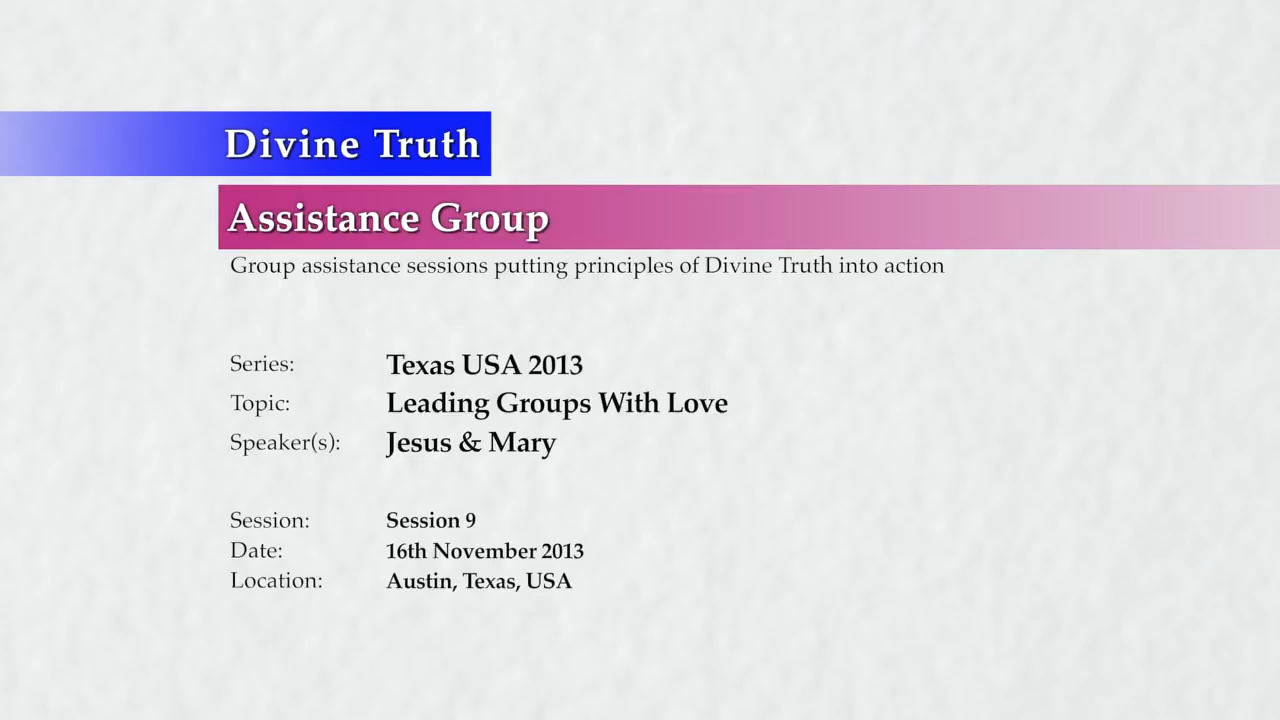 Divine Truth
Assistance Group
Group assistance sessions putting principles of Divine Truth into action
Series: Texas USA 2013
Topic: Leading Groups With Love
Speaker(s): Jesus & Mary
Session: Session 9
Date: 16th November 2013
Location: Austin, Texas, USA